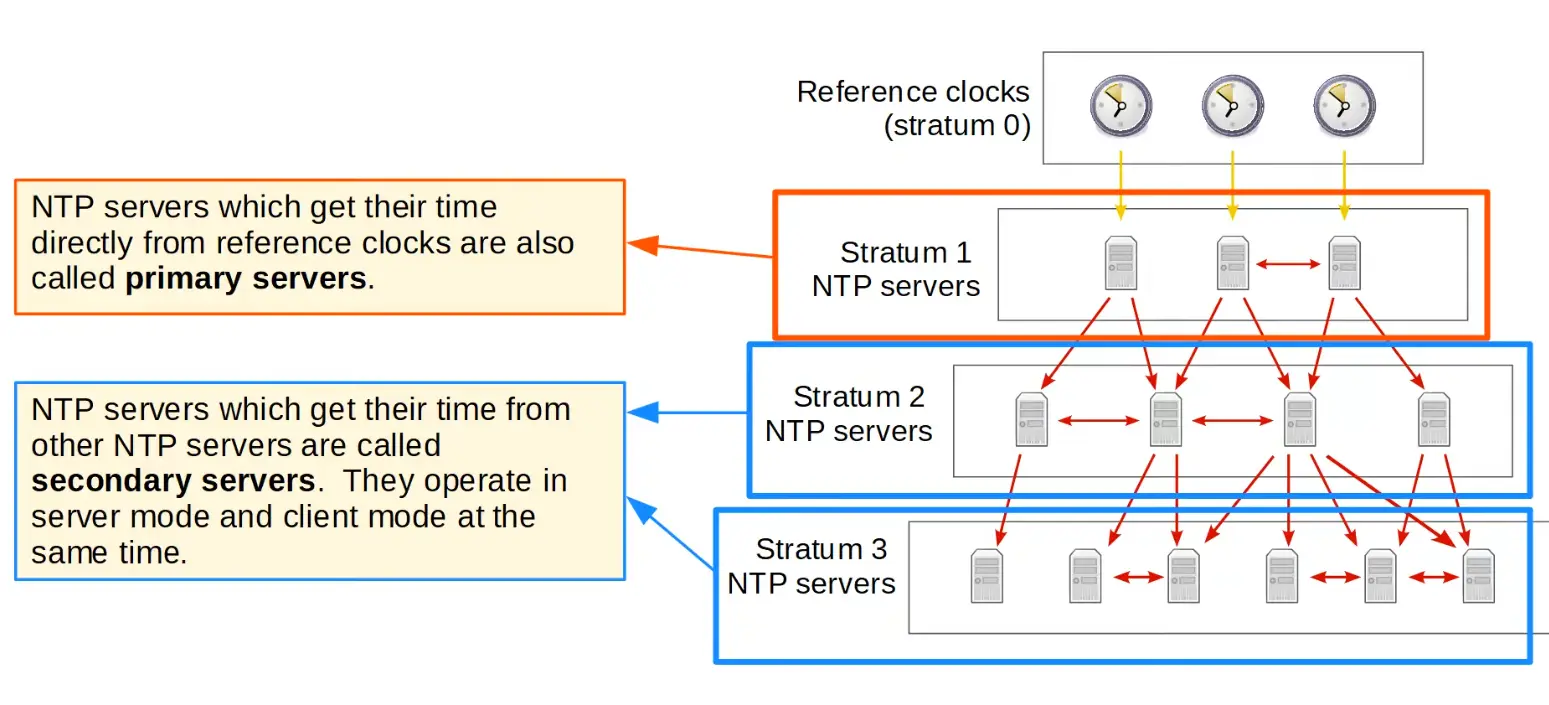 Reference clocks
(stratum 0)
NTP servers which get their time
directly from reference clocks are also
called primary servers.
Stratum 1
NTP servers
NTP servers which get their time from
other NTP servers are called
secondary servers.  They operate in
server mode and client mode at the
same time.
Stratum 2
NTP servers
Stratum 3
NTP servers